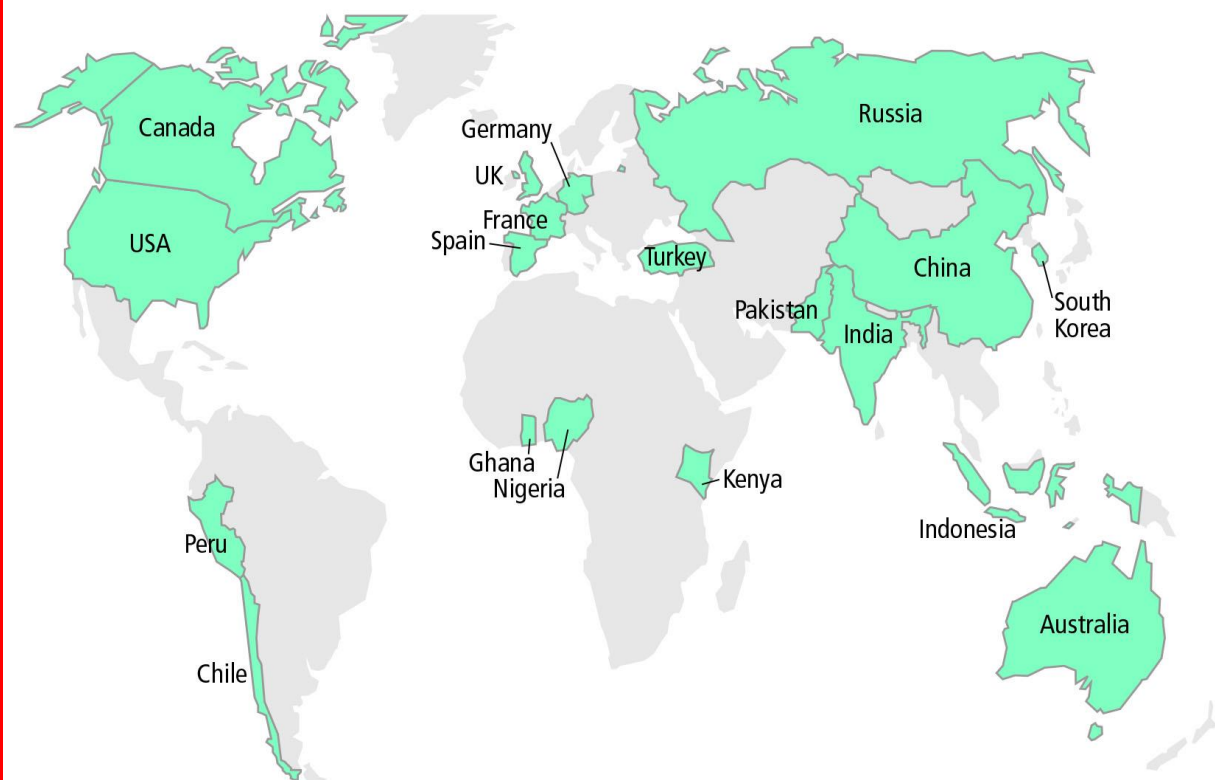 Canada
Russia
Germany
UK
France
Spain
USA
Turkey
China
Pakistan
India
South
Korea
Ghana
Nigeria
Kenya
Indonesia
Peru
Australia
Chile